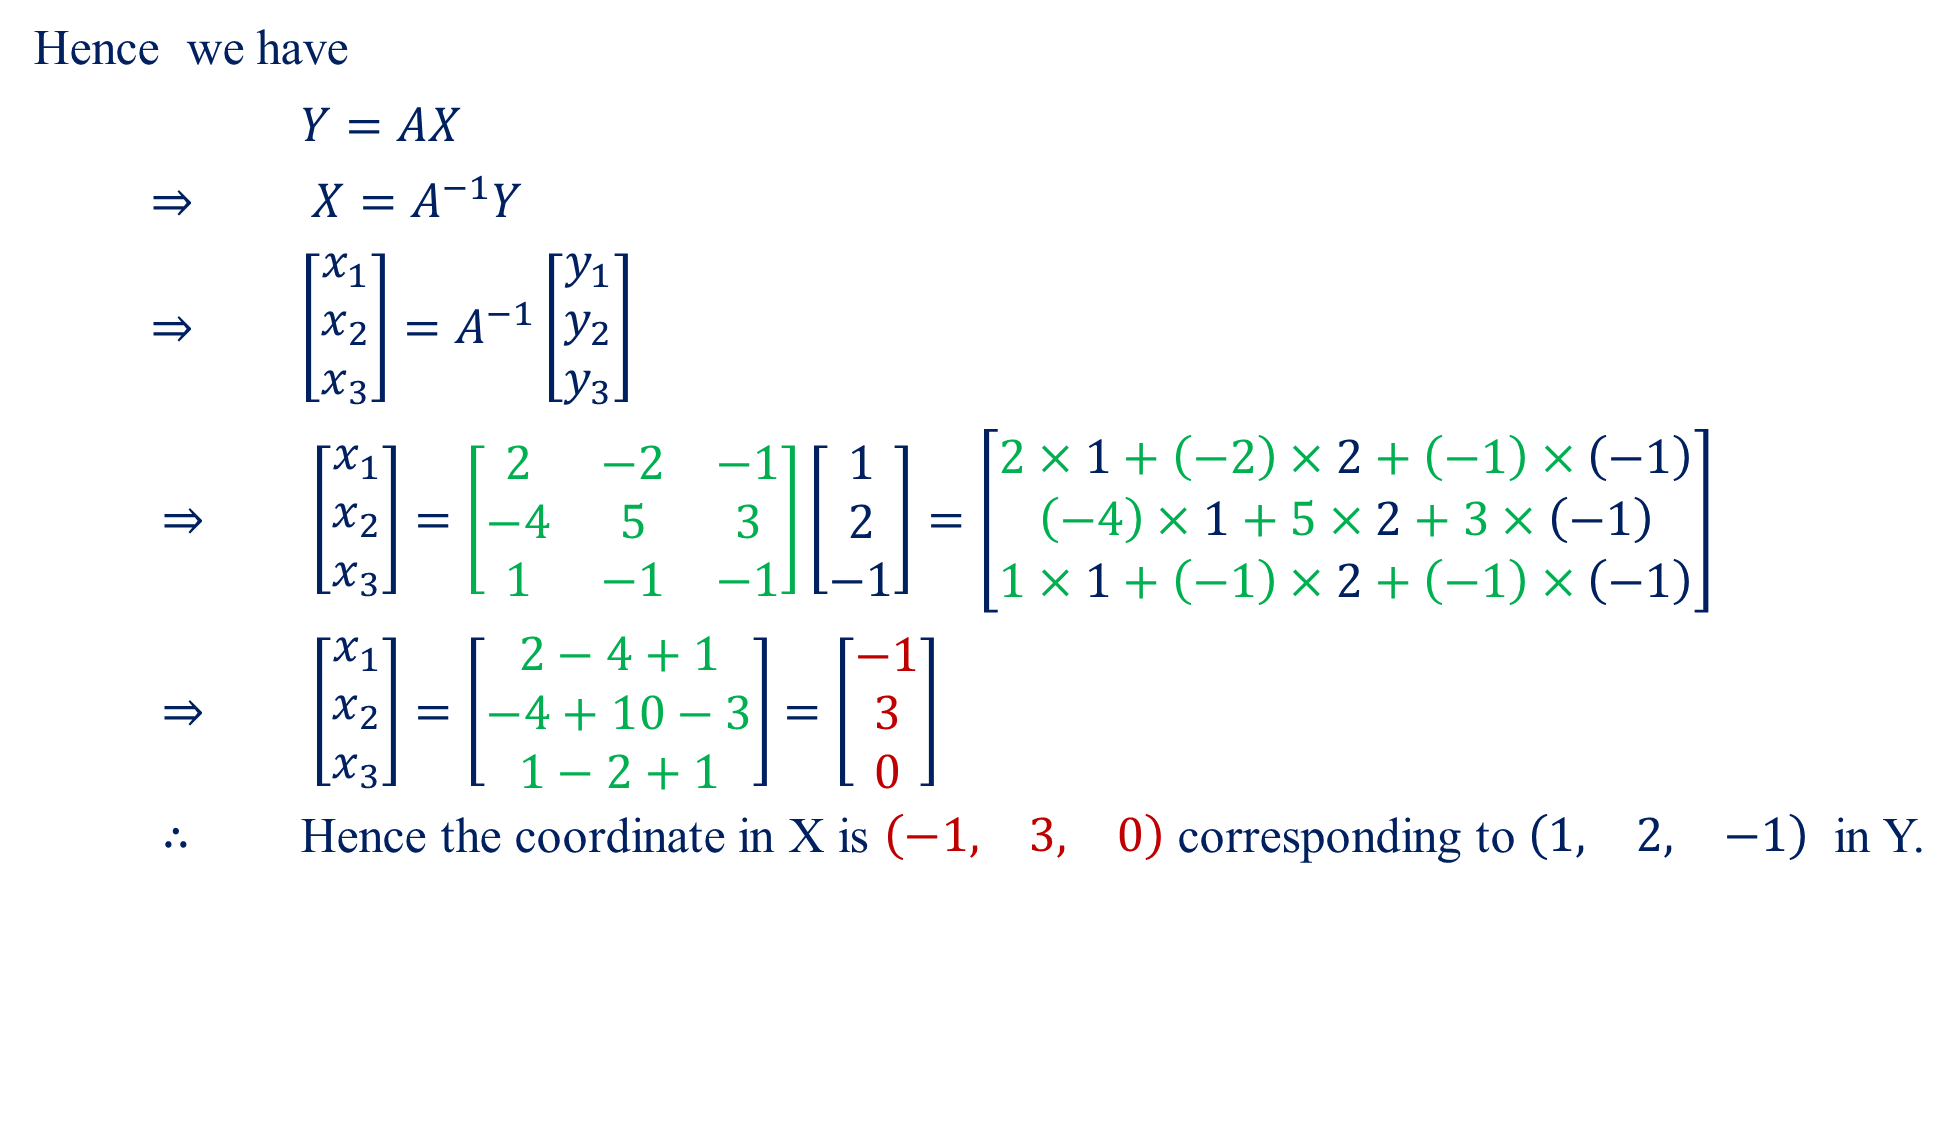 Hence we have
Y = AX
⇒ X = A⁻¹Y
⇒ [x₁ x₂ x₃] = A⁻¹ [y₁ y₂ y₃]
⇒ [x₁ x₂ x₃] = [2 −2 −1; −4 5 3; 1 −1 −1] [1 2 −1] = [2 × 1 + (−2) × 2 + (−1) × (−1); (−4) × 1 + 5 × 2 + 3 × (−1); 1 × 1 + (−1) × 2 + (−1) × (−1)]
⇒ [x₁ x₂ x₃] = [2 − 4 + 1; −4 + 10 − 3; 1 − 2 + 1] = [−1 3 0]
∴ Hence the coordinate in X is (−1, 3, 0) corresponding to (1, 2, −1) in Y.